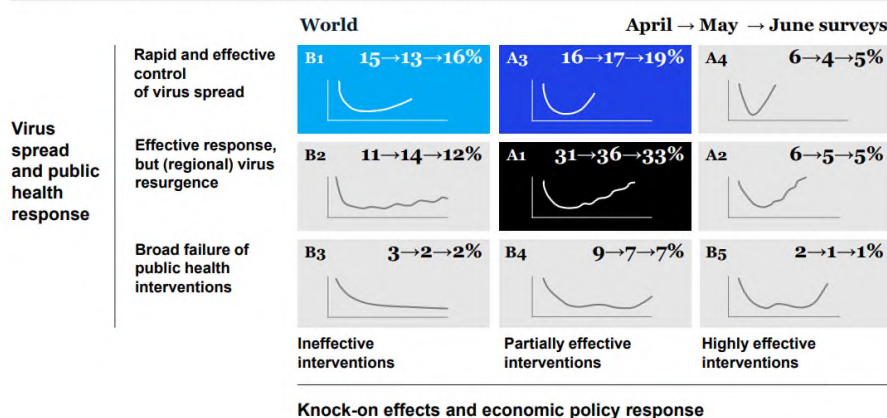 World
April → May → June surveys
Virus
spread
and public
health
response
Rapid and effective
control
of virus spread
B1 15→13→16%
A3 16→17→19%
A4 6→4→5%
Effective response,
but (regional) virus
resurgence
B2 11→14→12%
A1 31→36→33%
A2 6→5→5%
Broad failure of
public health
interventions
B3 3→2→2%
B4 9→7→7%
B5 2→1→1%
Ineffective
interventions
Partially effective
interventions
Highly effective
interventions
Knock-on effects and economic policy response